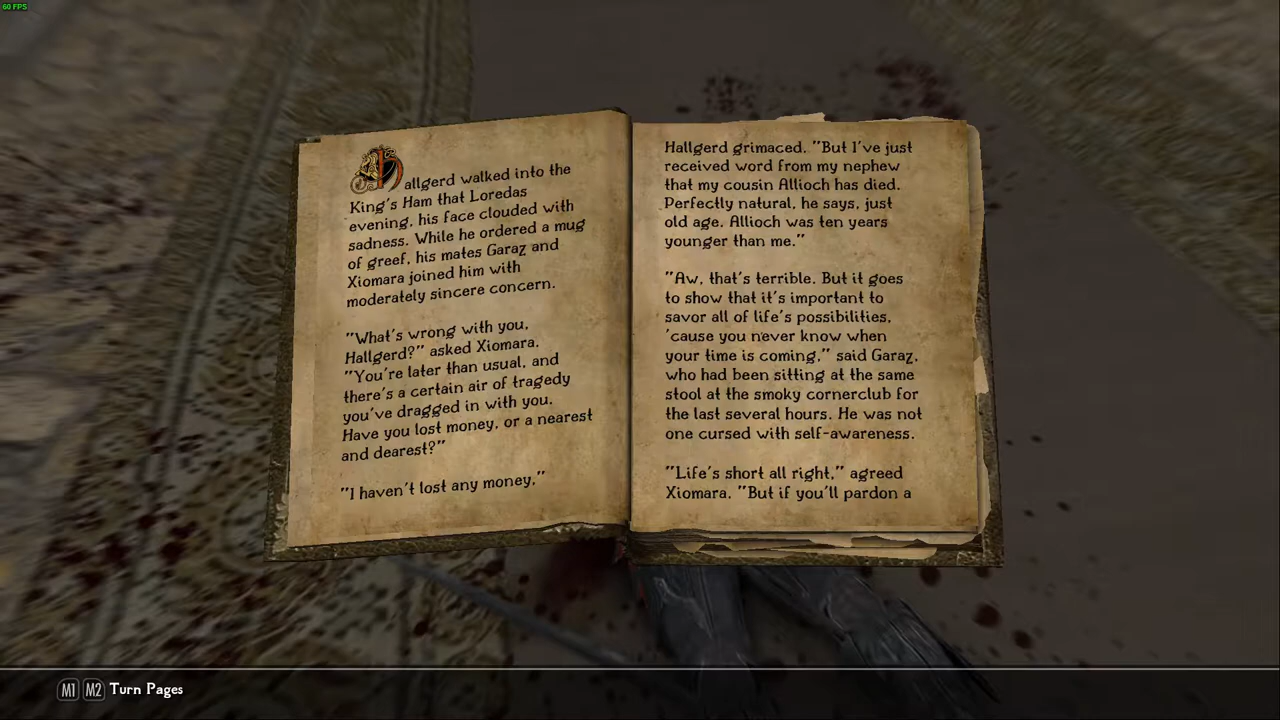 60 FPS
Hallgerd walked into the
King's Ham that Loredas
evening, his face clouded with
sadness. While he ordered a mug
of greef, his mates Garaz and
Xiomara joined him with
moderately sincere concern.
"What's wrong with you,
Hallgerd?" asked Xiomara.
"You're later than usual, and
there's a certain air of tragedy
you've dragged in with you.
Have you lost money, or a nearest
and dearest?"
"I haven't lost any money,"
Hallgerd grimaced. "But I've just
received word from my nephew
that my cousin Allioch has died.
Perfectly natural, he says, just
old age. Allioch was ten years
younger than me."
"Aw, that's terrible. But it goes
to show that it's important to
savor all of life's possibilities,
'cause you never know when
your time is coming," said Garaz,
who had been sitting at the same
stool at the smoky cornerclub for
the last several hours. He was not
one cursed with self-awareness.
"Life's short all right," agreed
Xiomara. "But if you'll pardon a
M1 M2 Turn Pages